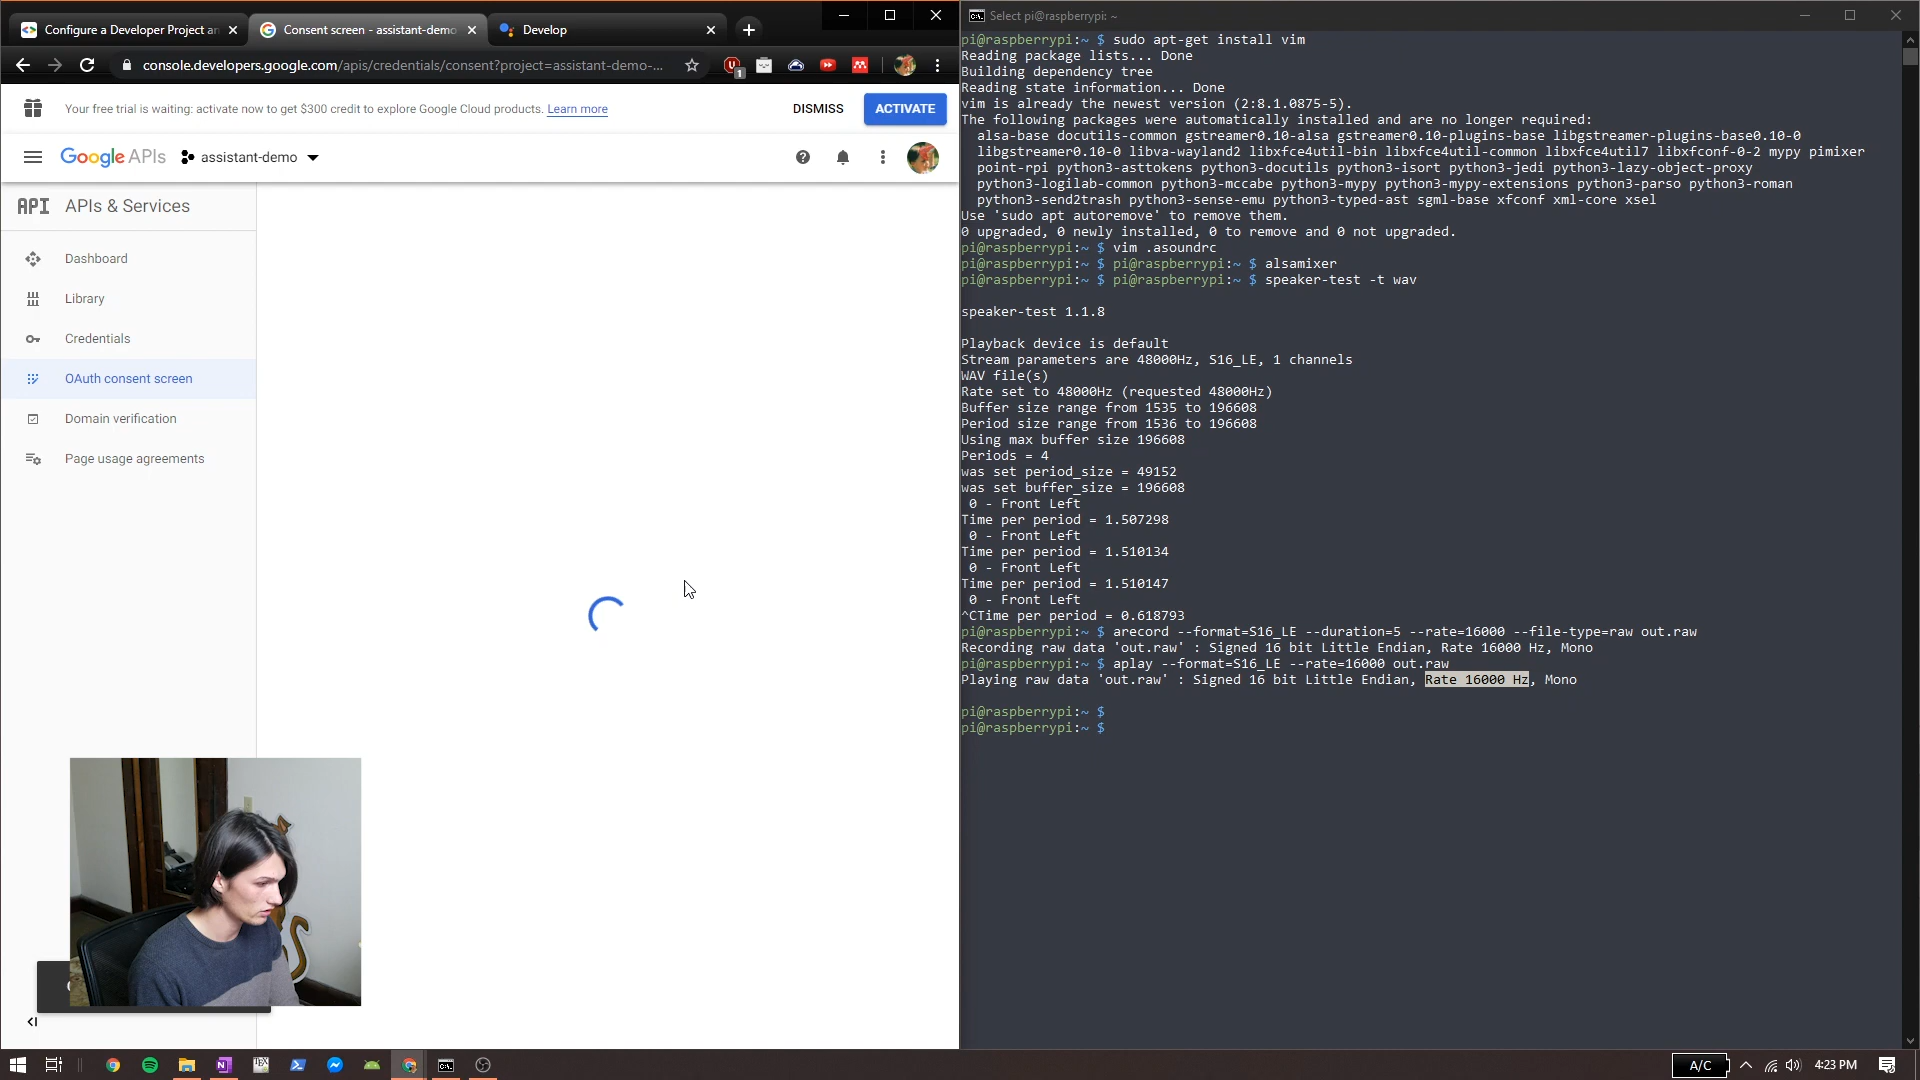 Configure a Developer Project an
Consent screen - assistant-demo
Develop
console.developers.google.com/apis/credentials/consent?project=assistant-demo-...
1
Your free trial is waiting: activate now to get $300 credit to explore Google Cloud products. Learn more
DISMISS
ACTIVATE
Google APIs
assistant-demo
API APIs & Services
Dashboard
Library
Credentials
OAuth consent screen
Domain verification
Page usage agreements
Select pi@raspberrypi: ~
pi@raspberrypi:~ $ sudo apt-get install vim
Reading package lists... Done
Building dependency tree
Reading state information... Done
vim is already the newest version (2:8.1.0875-5).
The following packages were automatically installed and are no longer required:
alsa-base docutils-common gstreamer0.10-alsa gstreamer0.10-plugins-base libgstreamer-plugins-base0.10-0
libgstreamer0.10-0 libva-wayland2 libxfce4util-bin libxfce4util-common libxfce4util7 libxfconf-0-2 mypy pimixer
point-rpi python3-asttokens python3-docutils python3-isort python3-jedi python3-lazy-object-proxy
python3-logilab-common python3-mccabe python3-mypy python3-mypy-extensions python3-parso python3-roman
python3-send2trash python3-sense-emu python3-typed-ast sgml-base xfconf xml-core xsel
Use 'sudo apt autoremove' to remove them.
0 upgraded, 0 newly installed, 0 to remove and 0 not upgraded.
pi@raspberrypi:~ $ vim .asoundrc
pi@raspberrypi:~ $ pi@raspberrypi:~ $ alsamixer
pi@raspberrypi:~ $ pi@raspberrypi:~ $ speaker-test -t wav
speaker-test 1.1.8
Playback device is default
Stream parameters are 48000Hz, S16_LE, 1 channels
WAV file(s)
Rate set to 48000Hz (requested 48000Hz)
Buffer size range from 1535 to 196608
Period size range from 1536 to 196608
Using max buffer size 196608
Periods = 4
was set period_size = 49152
was set buffer_size = 196608
0 - Front Left
Time per period = 1.507298
0 - Front Left
Time per period = 1.510134
0 - Front Left
Time per period = 1.510147
0 - Front Left
^CTime per period = 0.618793
pi@raspberrypi:~ $ arecord --format=S16_LE --duration=5 --rate=16000 --file-type=raw out.raw
Recording raw data 'out.raw' : Signed 16 bit Little Endian, Rate 16000 Hz, Mono
pi@raspberrypi:~ $ aplay --format=S16_LE --rate=16000 out.raw
Playing raw data 'out.raw' : Signed 16 bit Little Endian, Rate 16000 Hz, Mono
pi@raspberrypi:~ $
pi@raspberrypi:~ $
A/C
4:23 PM